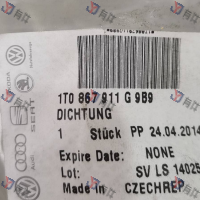 1T0 867 911 G 9B9
DICHTUNG
1 Stück PP 24.04.2014
Expire Date: NONE
Lot: SV LS 14025
Made in CZECHREP
SEAT